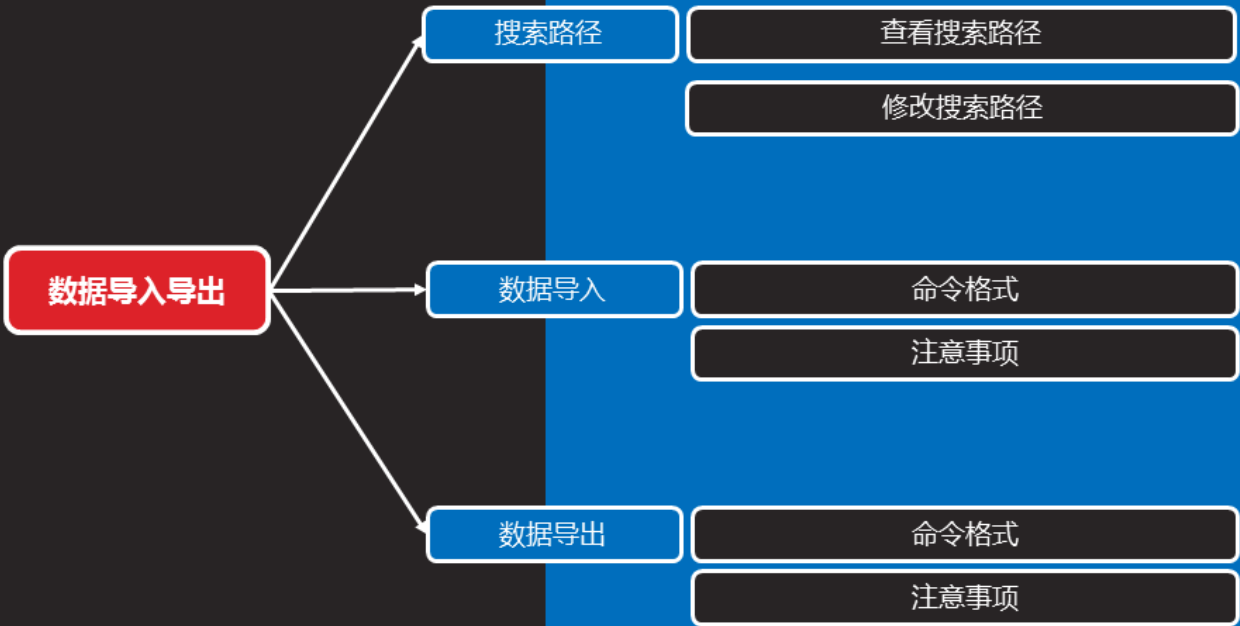 搜索路径
查看搜索路径
修改搜索路径
数据导入导出
数据导入
命令格式
注意事项
数据导出
命令格式
注意事项